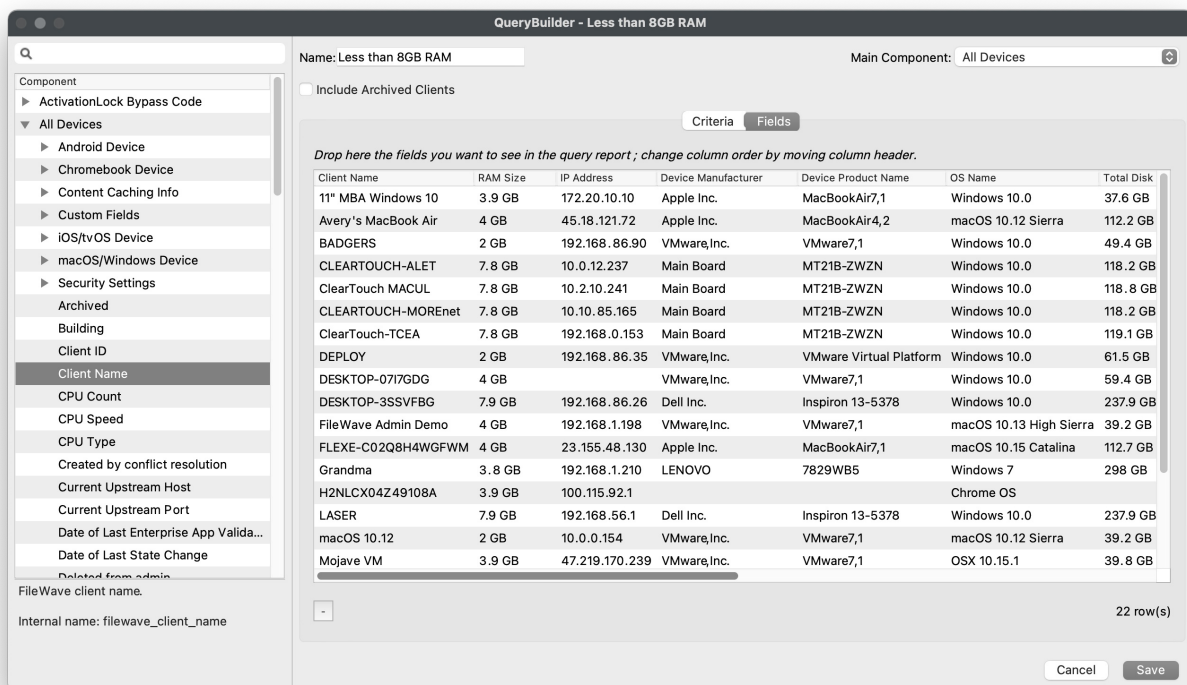 QueryBuilder - Less than 8GB RAM
Name: Less than 8GB RAM
Main Component: All Devices
Include Archived Clients
Component
ActivationLock Bypass Code
All Devices
Android Device
Chromebook Device
Content Caching Info
Custom Fields
iOS/tvOS Device
macOS/Windows Device
Security Settings
Archived
Building
Client ID
Client Name
CPU Count
CPU Speed
CPU Type
Created by conflict resolution
Current Upstream Host
Current Upstream Port
Date of Last Enterprise App Valida...
Date of Last State Change
Deleted from admin
FileWave client name.
Internal name: filewave_client_name
Criteria Fields
Drop here the fields you want to see in the query report ; change column order by moving column header.
Client Name RAM Size IP Address Device Manufacturer Device Product Name OS Name Total Disk
11" MBA Windows 10 3.9 GB 172.20.10.10 Apple Inc. MacBookAir7,1 Windows 10.0 37.6 GB
Avery's MacBook Air 4 GB 45.18.121.72 Apple Inc. MacBookAir4,2 macOS 10.12 Sierra 112.2 GB
BADGERS 2 GB 192.168.86.90 VMware,Inc. VMware7,1 Windows 10.0 49.4 GB
CLEARTOUCH-ALET 7.8 GB 10.0.12.237 Main Board MT21B-ZWZN Windows 10.0 118.2 GB
ClearTouch MACUL 7.8 GB 10.2.10.241 Main Board MT21B-ZWZN Windows 10.0 118.8 GB
CLEARTOUCH-MOREnet 7.8 GB 10.10.85.165 Main Board MT21B-ZWZN Windows 10.0 118.2 GB
ClearTouch-TCEA 7.8 GB 192.168.0.153 Main Board MT21B-ZWZN Windows 10.0 119.1 GB
DEPLOY 2 GB 192.168.86.35 VMware,Inc. VMware Virtual Platform Windows 10.0 61.5 GB
DESKTOP-07I7GDG 4 GB VMware,Inc. VMware7,1 Windows 10.0 59.4 GB
DESKTOP-3SSVFBG 7.9 GB 192.168.86.26 Dell Inc. Inspiron 13-5378 Windows 10.0 237.9 GB
FileWave Admin Demo 4 GB 192.168.1.198 VMware,Inc. VMware7,1 macOS 10.13 High Sierra 39.2 GB
FLEXE-C02Q8H4WGFWM 4 GB 23.155.48.130 Apple Inc. MacBookAir7,1 macOS 10.15 Catalina 112.7 GB
Grandma 3.8 GB 192.168.1.210 LENOVO 7829WB5 Windows 7 298 GB
H2NLCX04Z49108A 3.9 GB 100.115.92.1 Chrome OS
LASER 7.9 GB 192.168.56.1 Dell Inc. Inspiron 13-5378 Windows 10.0 237.9 GB
macOS 10.12 2 GB 10.0.0.154 VMware,Inc. VMware7,1 macOS 10.12 Sierra 39.2 GB
Mojave VM 3.9 GB 47.219.170.239 VMware,Inc. VMware7,1 OSX 10.15.1 39.8 GB
-
22 row(s)
Cancel Save